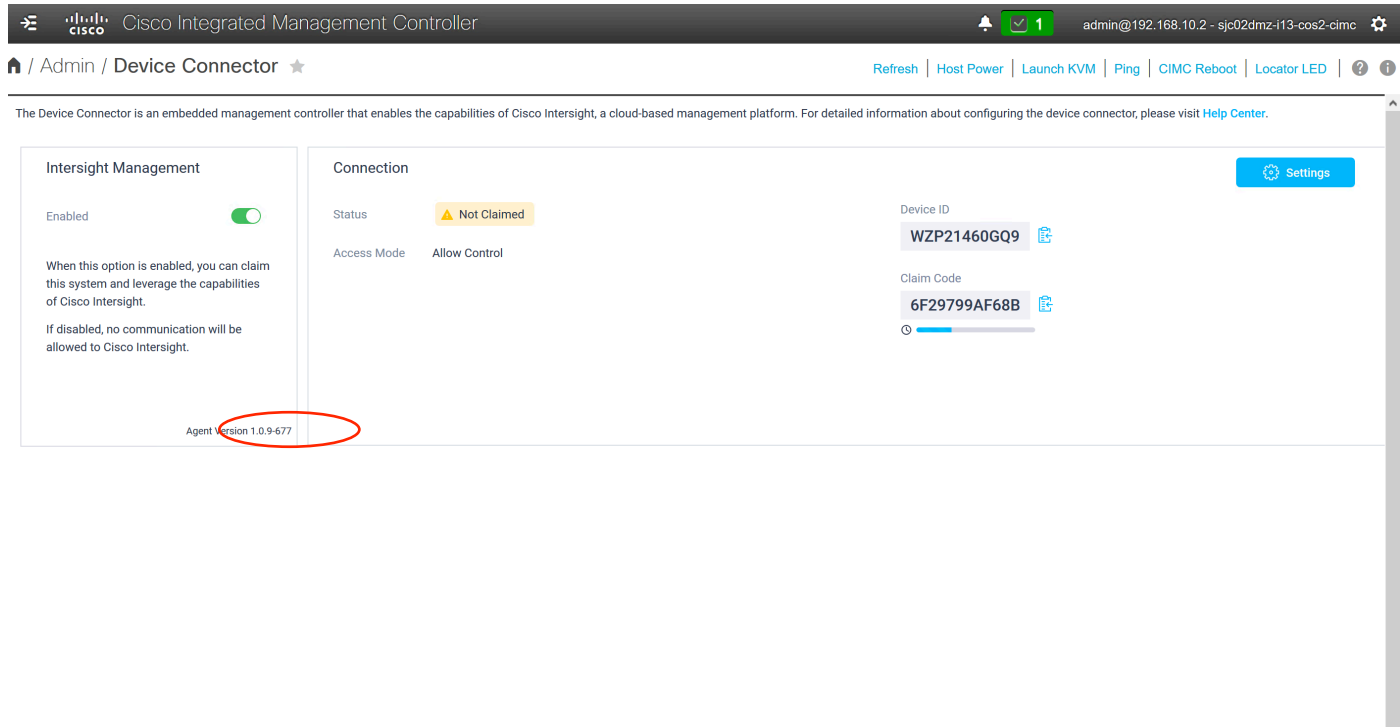 cisco Cisco Integrated Management Controller 1 admin@192.168.10.2 - sjc02dmz-i13-cos2-cimc
/ Admin / Device Connector Refresh | Host Power | Launch KVM | Ping | CIMC Reboot | Locator LED | ? i
The Device Connector is an embedded management controller that enables the capabilities of Cisco Intersight, a cloud-based management platform. For detailed information about configuring the device connector, please visit Help Center.
Intersight Management
Enabled
When this option is enabled, you can claim
this system and leverage the capabilities
of Cisco Intersight.
If disabled, no communication will be
allowed to Cisco Intersight.
Agent Version 1.0.9-677
Connection
Settings
Status Not Claimed
Access Mode Allow Control
Device ID
WZP21460GQ9
Claim Code
6F29799AF68B